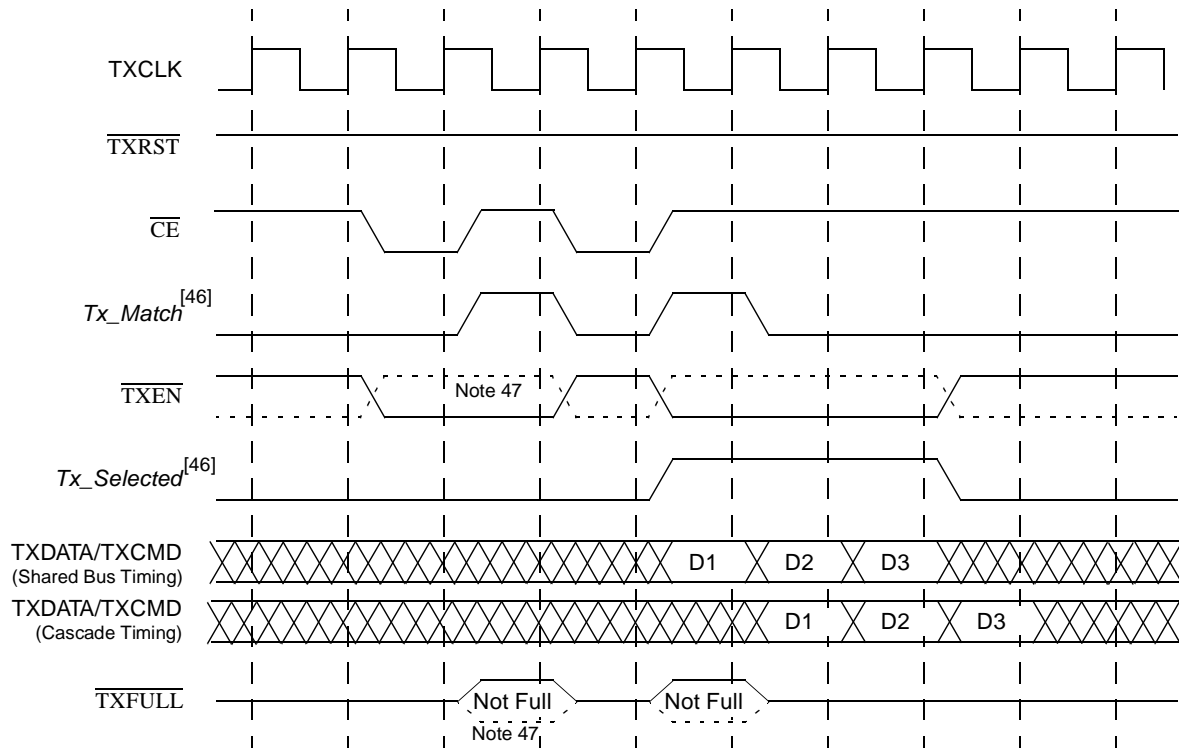 TXCLK
TXRST
CE
Tx_Match[46]
TXEN
Note 47
Tx_Selected[46]
TXDATA/TXCMD
(Shared Bus Timing)
D1 D2 D3
TXDATA/TXCMD
(Cascade Timing)
D1 D2 D3
TXFULL
Not Full Not Full
Note 47